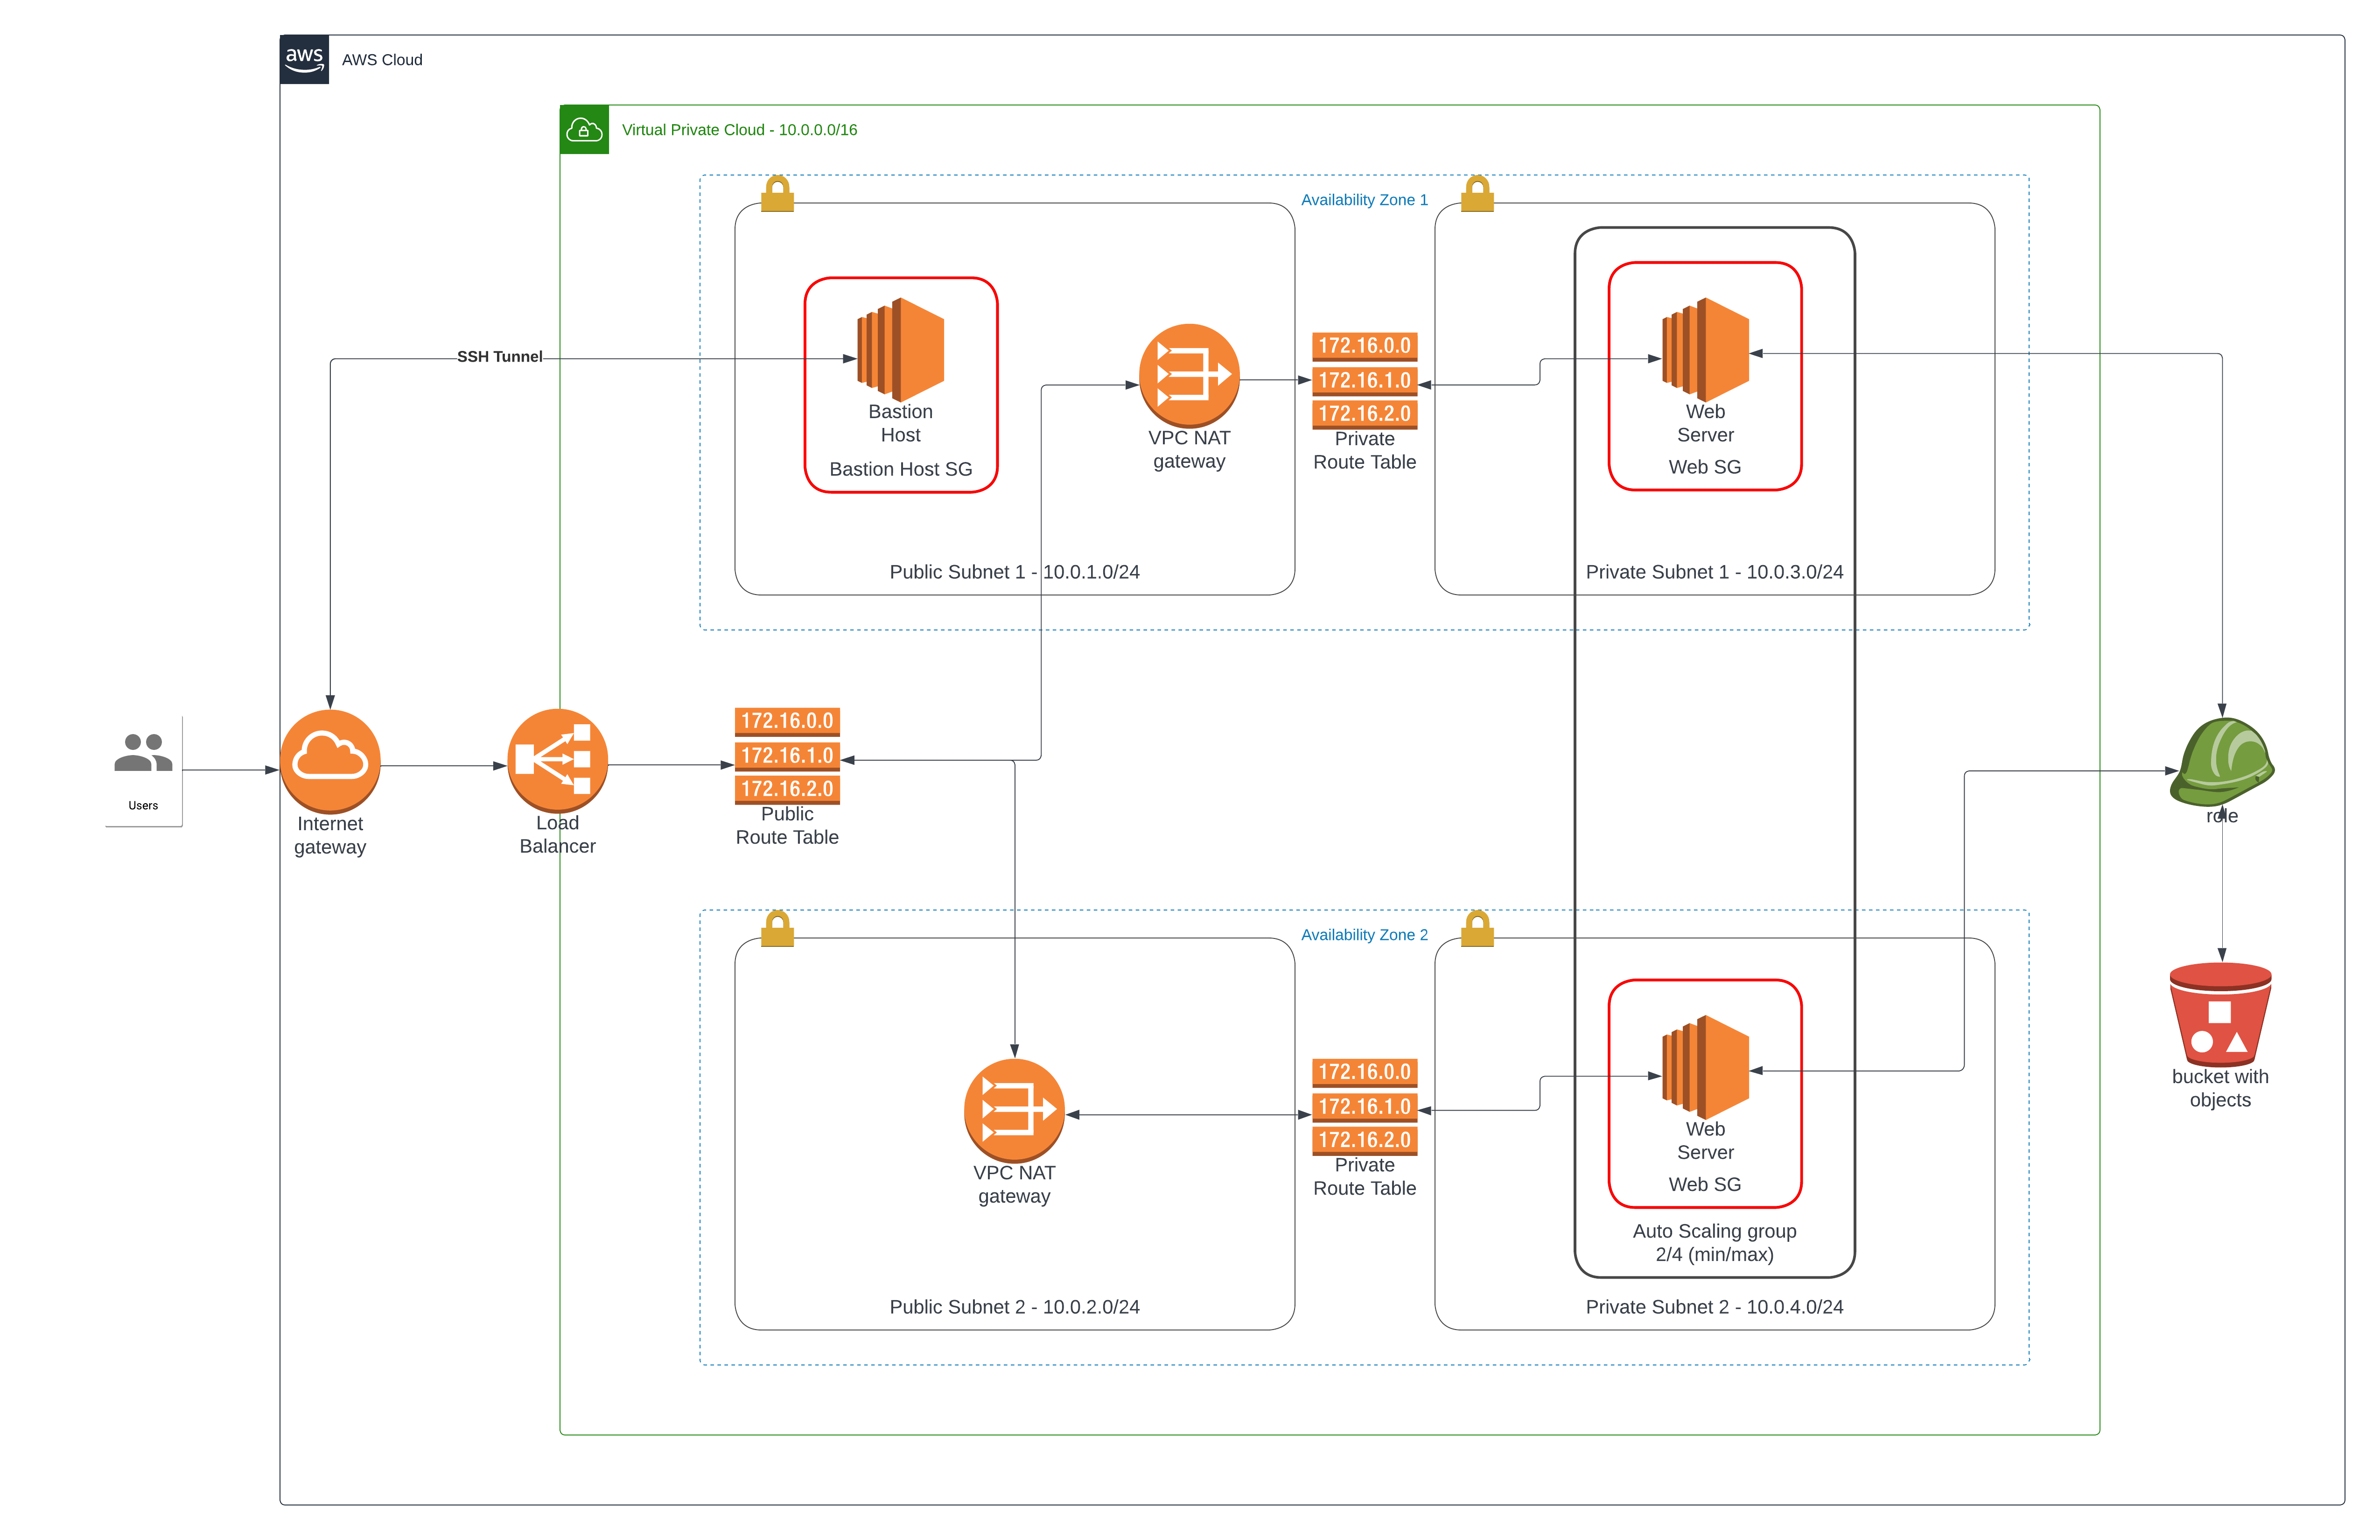 aws
AWS Cloud
Virtual Private Cloud - 10.0.0.0/16
Availability Zone 1
SSH Tunnel
Bastion
Host
Bastion Host SG
VPC NAT
gateway
172.16.0.0
172.16.1.0
172.16.2.0
Private
Route Table
Web
Server
Web SG
Public Subnet 1 - 10.0.1.0/24
Private Subnet 1 - 10.0.3.0/24
Users
Internet
gateway
Load
Balancer
172.16.0.0
172.16.1.0
172.16.2.0
Public
Route Table
role
Availability Zone 2
VPC NAT
gateway
172.16.0.0
172.16.1.0
172.16.2.0
Private
Route Table
Web
Server
Web SG
Auto Scaling group
2/4 (min/max)
bucket with
objects
Public Subnet 2 - 10.0.2.0/24
Private Subnet 2 - 10.0.4.0/24